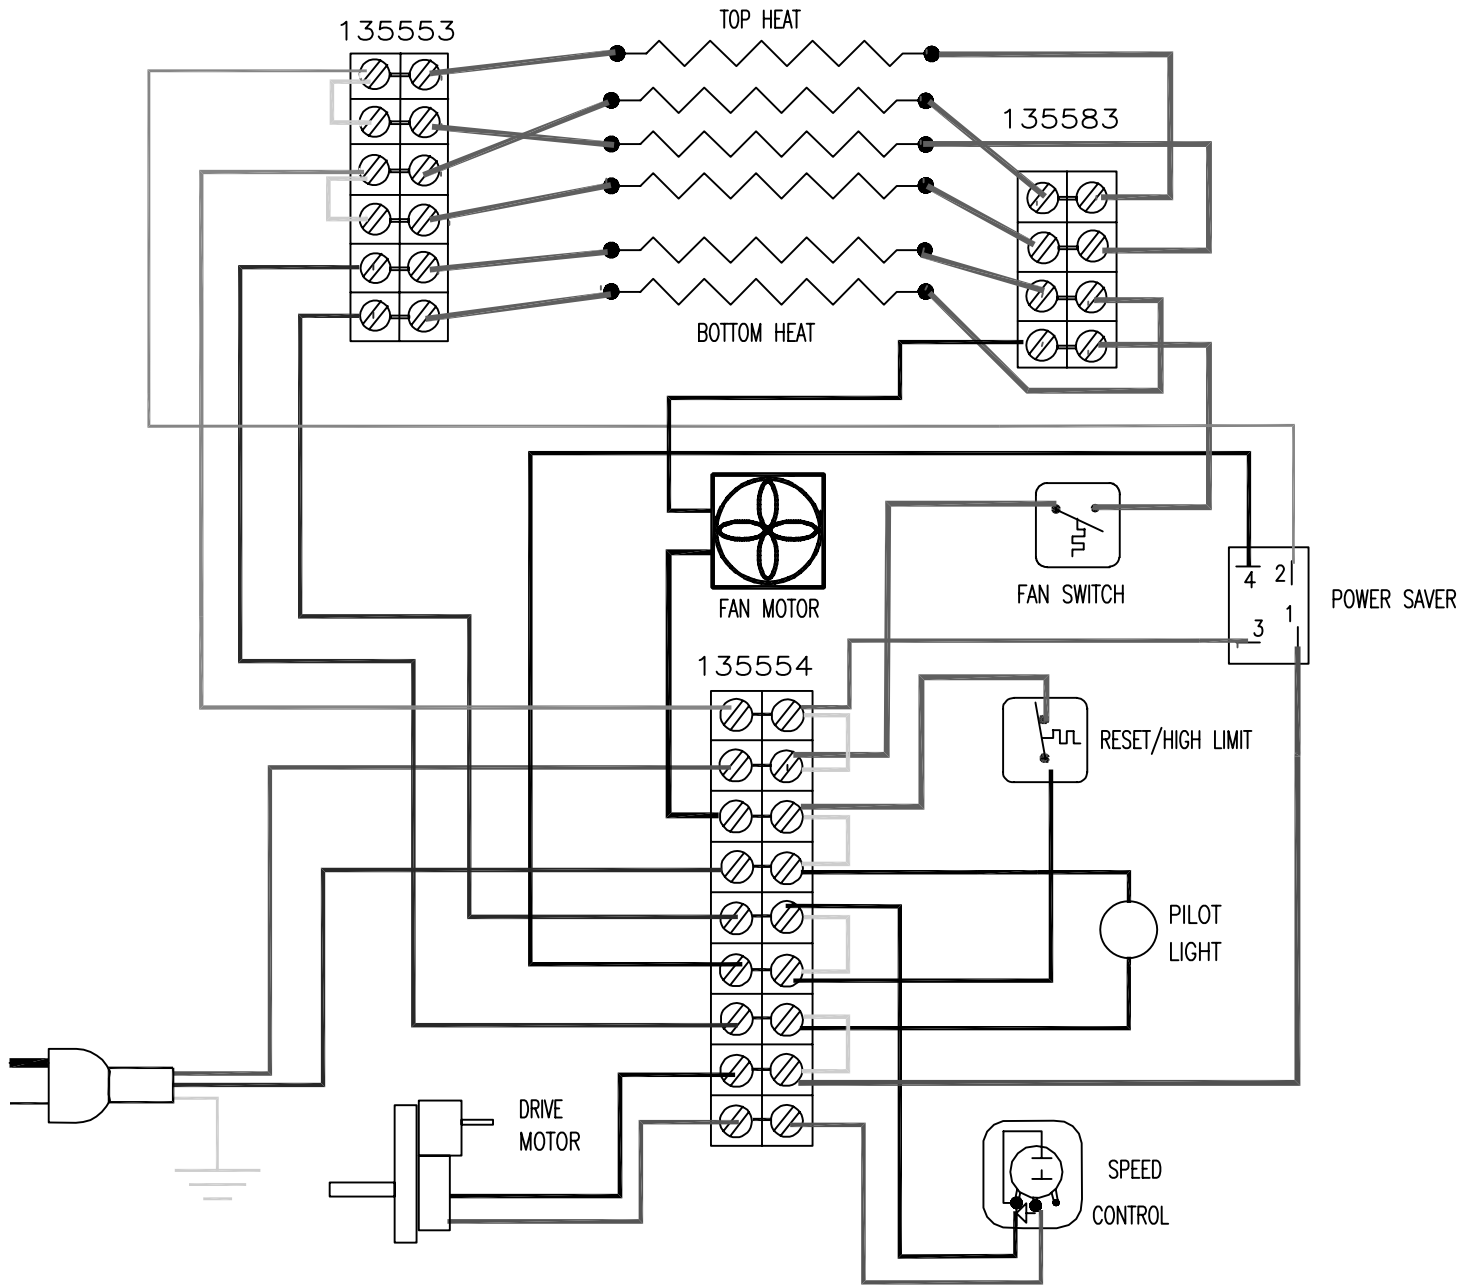 TOP HEAT
135553
135583
BOTTOM HEAT
FAN MOTOR
FAN SWITCH
4
2
1
3
POWER SAVER
135554
RESET/HIGH LIMIT
PILOT
LIGHT
DRIVE
MOTOR
SPEED
CONTROL